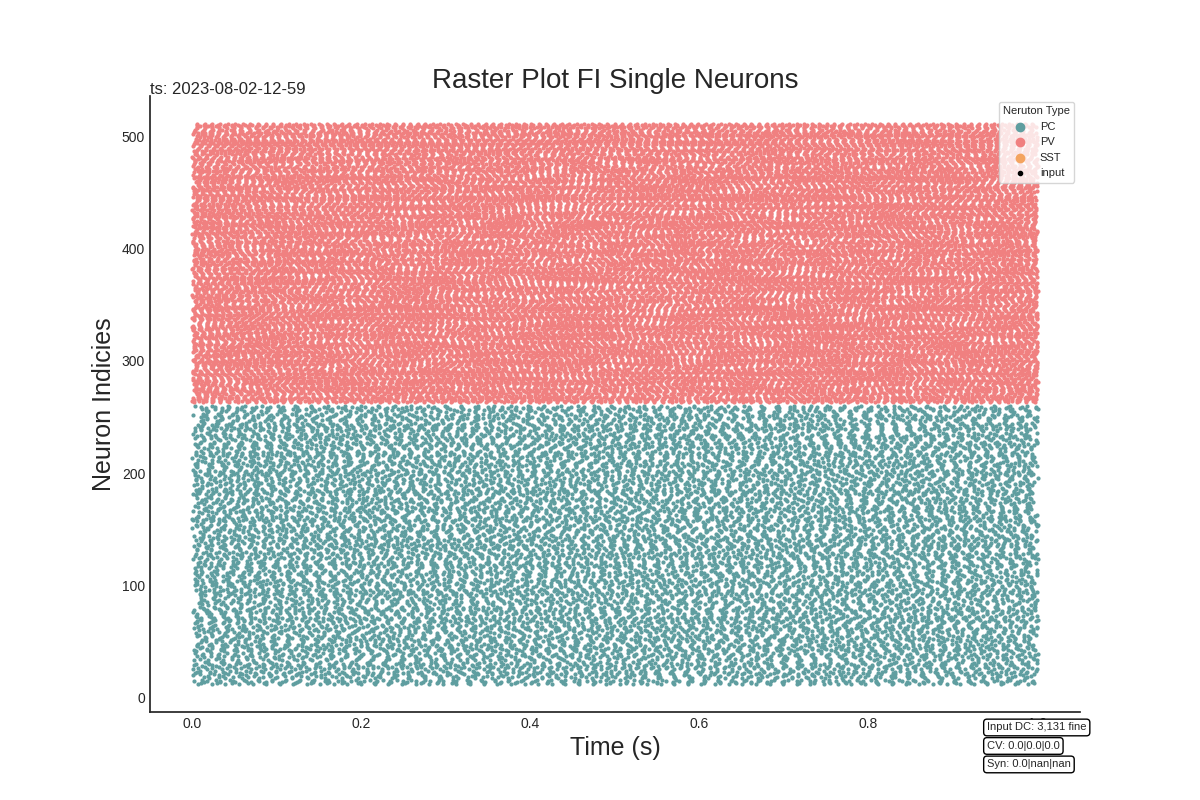 Raster Plot FI Single Neurons
ts: 2023-08-02-12-59
Neruton Type
PC
PV
SST
input
500
400
300
200
100
0
Neuron Indicies
0.0 0.2 0.4 0.6 0.8
Time (s)
Input DC: 3,131 fine
CV: 0.0|0.0|0.0
Syn: 0.0|nan|nan